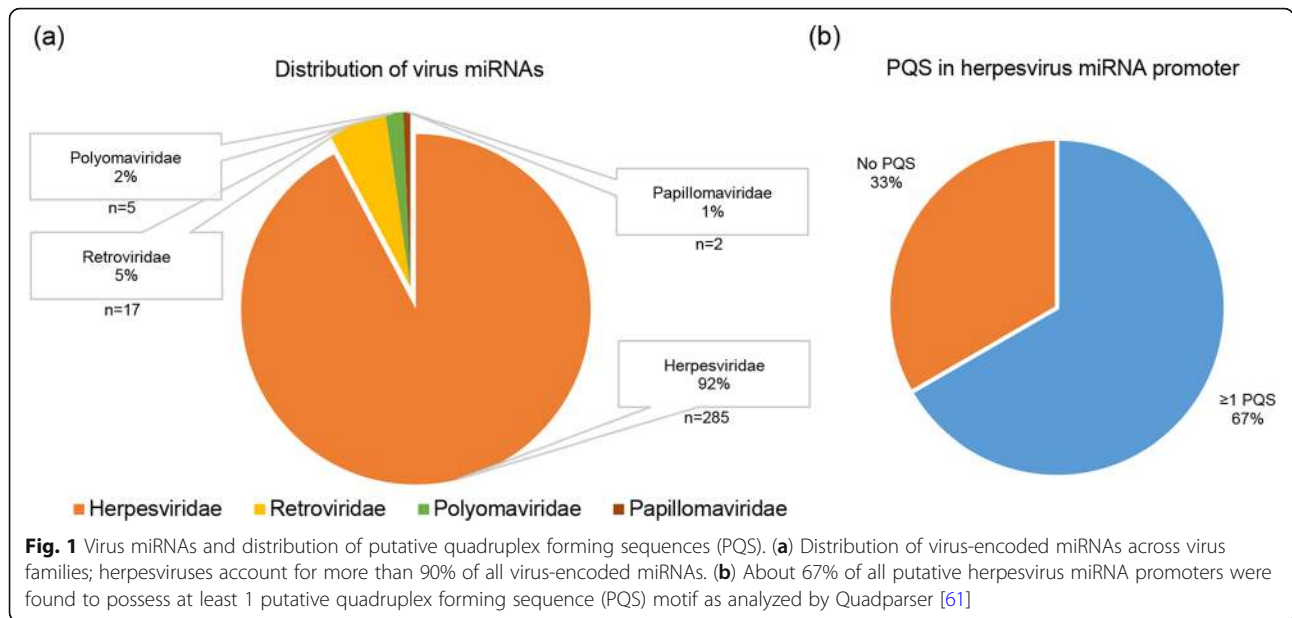 (a)
Distribution of virus miRNAs
Polyomaviridae
2%
n=5
Retroviridae
5%
n=17
Papillomaviridae
1%
n=2
Herpesviridae
92%
n=285
Herpesviridae Retroviridae Polyomaviridae Papillomaviridae
(b)
PQS in herpesvirus miRNA promoter
No PQS
33%
≥1 PQS
67%
Fig. 1 Virus miRNAs and distribution of putative quadruplex forming sequences (PQS). (a) Distribution of virus-encoded miRNAs across virus
families; herpesviruses account for more than 90% of all virus-encoded miRNAs. (b) About 67% of all putative herpesvirus miRNA promoters were
found to possess at least 1 putative quadruplex forming sequence (PQS) motif as analyzed by Quadparser [61]